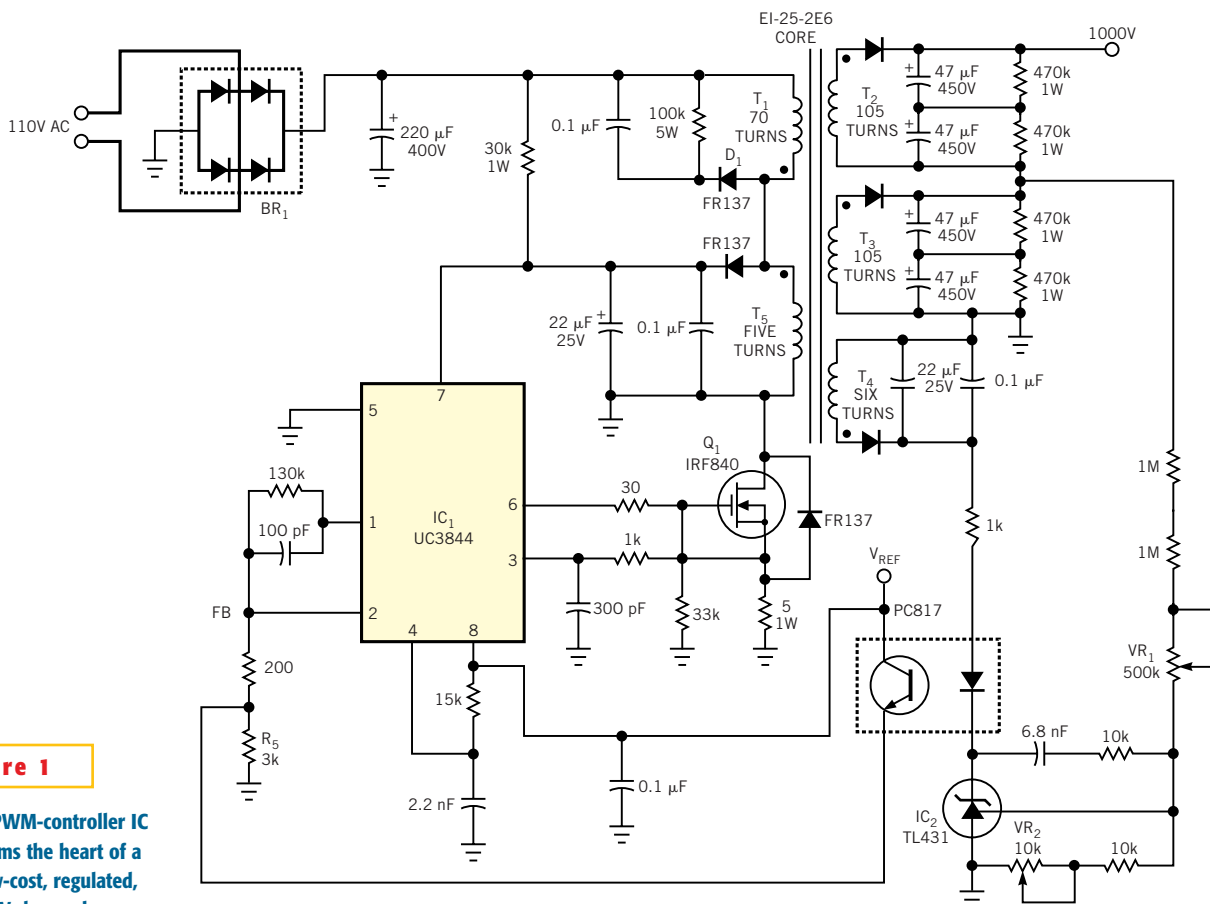 EI-25-2E6
CORE
1000V
110V AC
BR1
+
220 µF
400V
30k
1W
0.1 µF
100k
5W
T1
70
TURNS
D1
FR137
T2
105
TURNS
+
47 µF
450V
+
47 µF
450V
470k
1W
470k
1W
T3
105
TURNS
+
47 µF
450V
+
47 µF
450V
470k
1W
470k
1W
FR137
22 µF
25V
+
0.1 µF
T5
FIVE
TURNS
T4
SIX
TURNS
22 µF
25V
0.1 µF
7
5
6
1
3
2
4
8
IC1
UC3844
130k
100 pF
FB
200
R5
3k
15k
2.2 nF
30
1k
300 pF
33k
Q1
IRF840
FR137
5
1W
0.1 µF
VREF
PC817
1k
1M
1M
VR1
500k
6.8 nF
10k
IC2
TL431
VR2
10k
10k
re 1
PWM-controller IC
ms the heart of a
-cost, regulated,